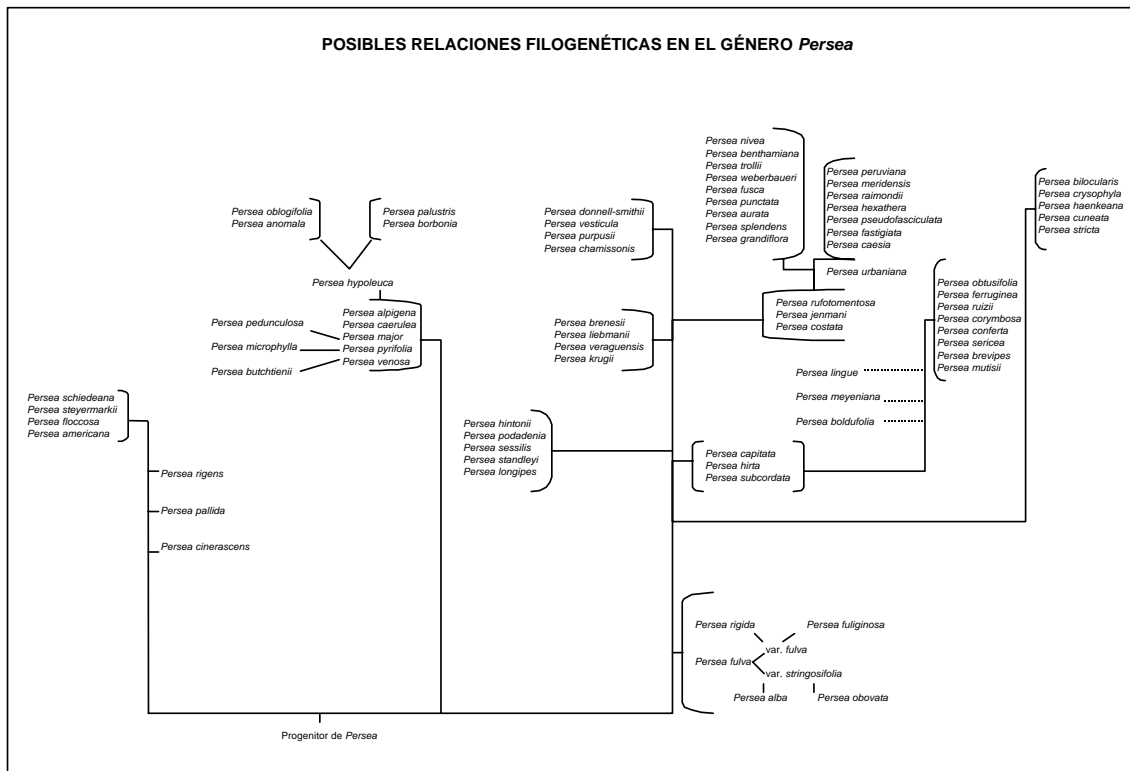 POSIBLES RELACIONES FILOGENÉTICAS EN EL GÉNERO Persea
Persea nivea
Persea benthamiana
Persea trollii
Persea weberbaueri
Persea fusca
Persea punctata
Persea aurata
Persea splendens
Persea grandiflora
Persea peruviana
Persea meridensis
Persea raimondii
Persea hexathera
Persea pseudofasciculata
Persea fastigiata
Persea caesia
Persea bilocularis
Persea crysophyla
Persea haenkeana
Persea cuneata
Persea stricta
Persea oblogifolia
Persea anomala
Persea palustris
Persea borbonia
Persea donnell-smithii
Persea vesticula
Persea purpusii
Persea chamissonis
Persea urbaniana
Persea hypoleuca
Persea obtusifolia
Persea ferruginea
Persea ruizii
Persea corymbosa
Persea conferta
Persea sericea
Persea brevipes
Persea mutisii
Persea rufotomentosa
Persea jenmani
Persea costata
Persea alpigena
Persea caerulea
Persea major
Persea pyrifolia
Persea venosa
Persea pedunculosa
Persea microphylla
Persea butchtienii
Persea brenesii
Persea liebmanii
Persea veraguensis
Persea krugii
Persea lingue
Persea meyeniana
Persea boldufolia
Persea schiedeana
Persea steyermarkii
Persea floccosa
Persea americana
Persea hintonii
Persea podadenia
Persea sessilis
Persea standleyi
Persea longipes
Persea capitata
Persea hirta
Persea subcordata
Persea rigens
Persea pallida
Persea cinerascens
Persea rigida
Persea fuliginosa
var. fulva
Persea fulva
var. stringosifolia
Persea alba
Persea obovata
Progenitor de Persea